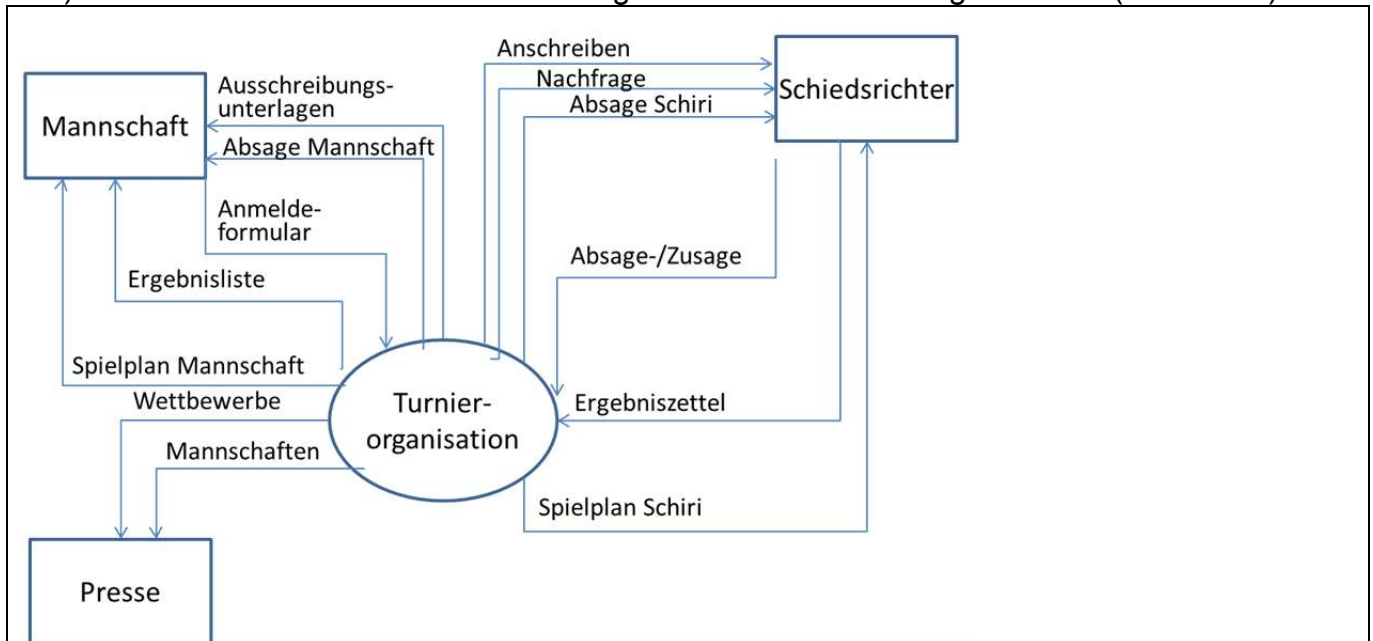 Anschreiben
Nachfrage
Absage Schiri
Schiedsrichter
Mannschaft
Ausschreibungs-
unterlagen
Absage Mannschaft
Anmelde-
formular
Absage-/Zusage
Ergebnisliste
Spielplan Mannschaft
Wettbewerbe
Turnier-
organisation
Ergebniszettel
Mannschaften
Spielplan Schiri
Presse